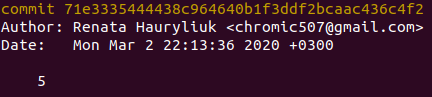 commit 71e3335444438c964640b1f3ddf2bcaac436c4f2
Author: Renata Hauryliuk <chromic507@gmail.com>
Date:   Mon Mar 2 22:13:36 2020 +0300
5